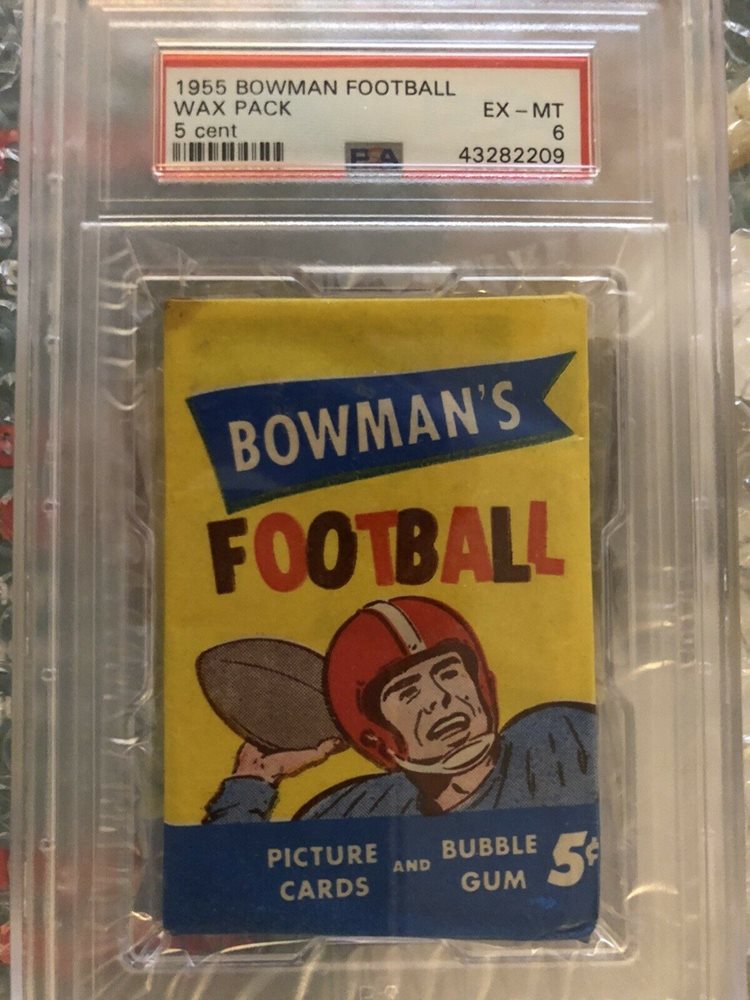 1955 BOWMAN FOOTBALL
WAX PACK EX - MT
5 cent 6
PSA 43282209
BOWMAN'S
FOOTBALL
PICTURE CARDS AND BUBBLE GUM 5¢